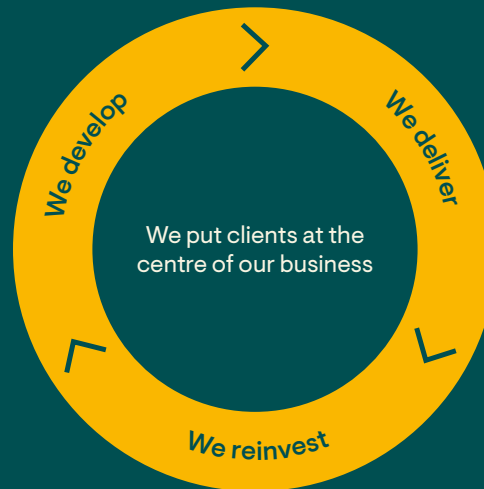 We develop
We deliver
We put clients at the
centre of our business
We reinvest